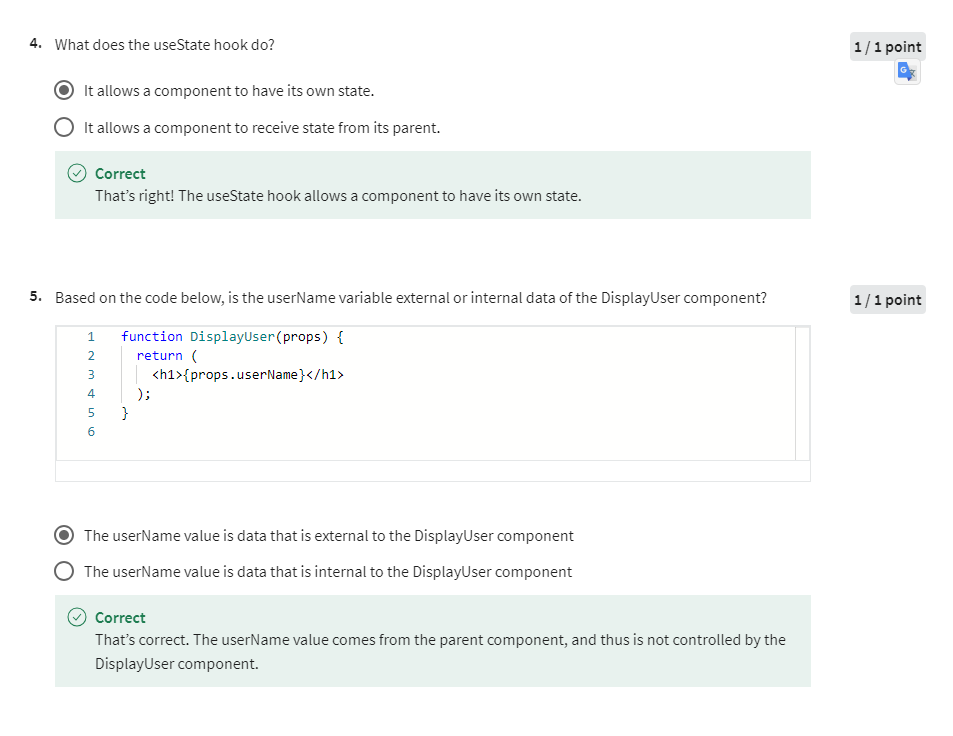 4. What does the useState hook do?
1 / 1 point
It allows a component to have its own state.
It allows a component to receive state from its parent.
Correct
That’s right! The useState hook allows a component to have its own state.
5. Based on the code below, is the userName variable external or internal data of the DisplayUser component?
1 / 1 point
1 function DisplayUser(props) {
2 return (
3 <h1>{props.userName}</h1>
4 );
5 }
6
The userName value is data that is external to the DisplayUser component
The userName value is data that is internal to the DisplayUser component
Correct
That’s correct. The userName value comes from the parent component, and thus is not controlled by the
DisplayUser component.